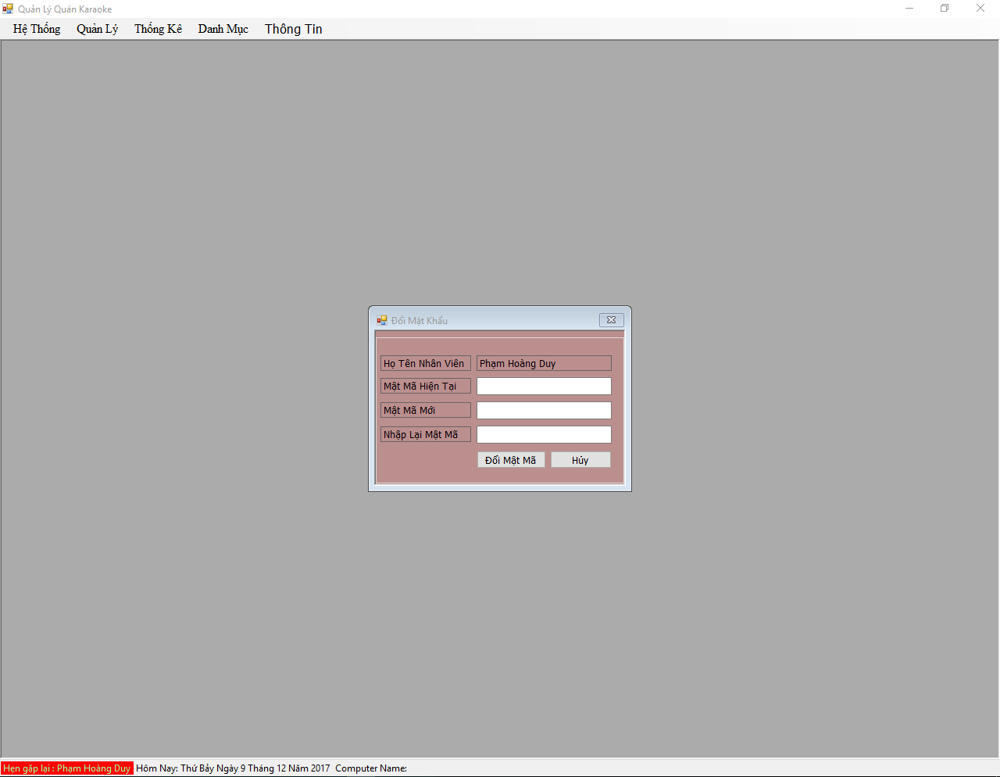 Quản Lý Quán Karaoke
Hệ Thống Quản Lý Thống Kê Danh Mục Thông Tin
Đổi Mật Khẩu
Họ Tên Nhân Viên Phạm Hoàng Duy
Mật Mã Hiện Tại
Mật Mã Mới
Nhập Lại Mật Mã
Đổi Mật Mã Hủy
Hẹn gặp lại : Phạm Hoàng Duy Hôm Nay: Thứ Bảy Ngày 9 Tháng 12 Năm 2017 Computer Name: